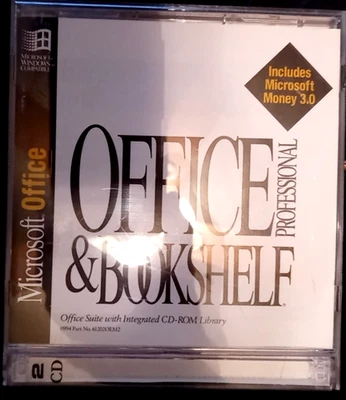 MICROSOFT
WINDOWS
COMPATIBLE
Includes
Microsoft
Money 3.0
Microsoft Office
OFFICE
PROFESSIONAL
& BOOKSHELF
Office Suite with Integrated CD-ROM Library
2
CD